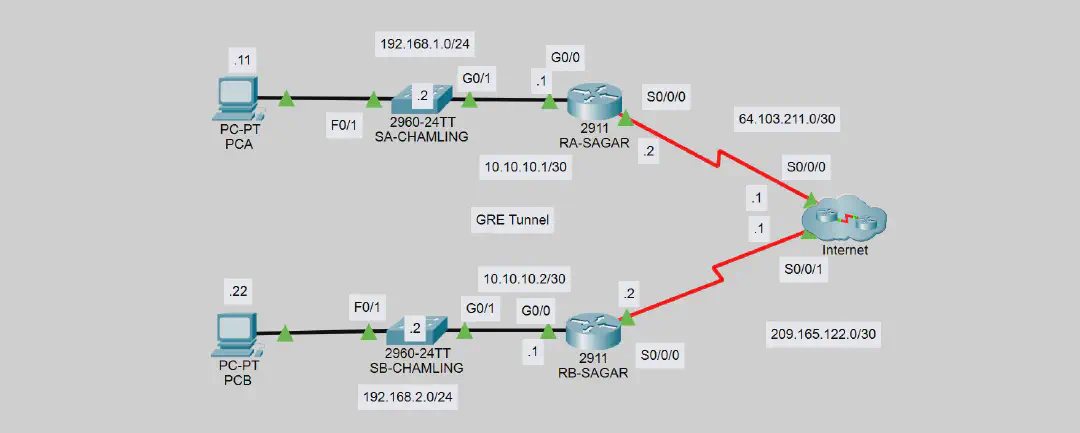 192.168.1.0/24
.11
G0/0
G0/1
.1
S0/0/0
.2
F0/1
PC-PT
PCA
2960-24TT
SA-CHAMLING
2911
RA-SAGAR
.2
64.103.211.0/30
10.10.10.1/30
S0/0/0
.1
GRE Tunnel
.1
Internet
S0/0/1
10.10.10.2/30
.22
.2
F0/1
.2
G0/1
G0/0
.1
PC-PT
PCB
2960-24TT
SB-CHAMLING
2911
RB-SAGAR
S0/0/0
209.165.122.0/30
192.168.2.0/24